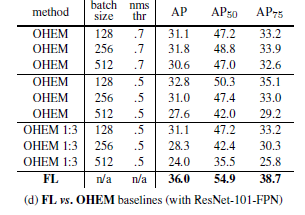 method batch size nms thr AP AP50 AP75
OHEM 128 .7 31.1 47.2 33.2
OHEM 256 .7 31.8 48.8 33.9
OHEM 512 .7 30.6 47.0 32.6
OHEM 128 .5 32.8 50.3 35.1
OHEM 256 .5 31.0 47.4 33.0
OHEM 512 .5 27.6 42.0 29.2
OHEM 1:3 128 .5 31.1 47.2 33.2
OHEM 1:3 256 .5 28.3 42.4 30.3
OHEM 1:3 512 .5 24.0 35.5 25.8
FL n/a n/a 36.0 54.9 38.7
(d) FL vs. OHEM baselines (with ResNet-101-FPN)